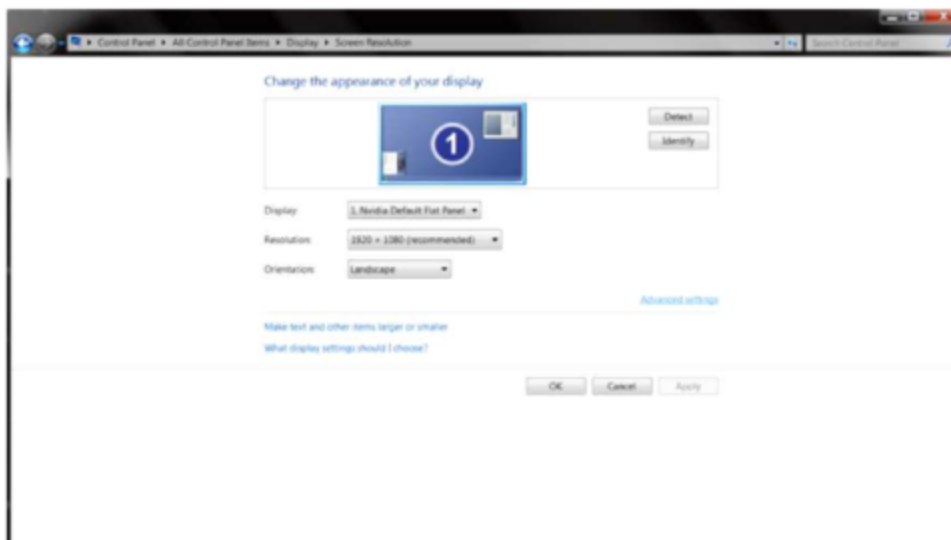 Control Panel ▸ All Control Panel Items ▸ Display ▸ Screen Resolution
Search Control Panel
Change the appearance of your display
1
Detect
Identify
Display: 1. Nvidia Default Flat Panel
Resolution: 1920 × 1080 (recommended)
Orientation: Landscape
Advanced settings
Make text and other items larger or smaller
What display settings should I choose?
OK Cancel Apply